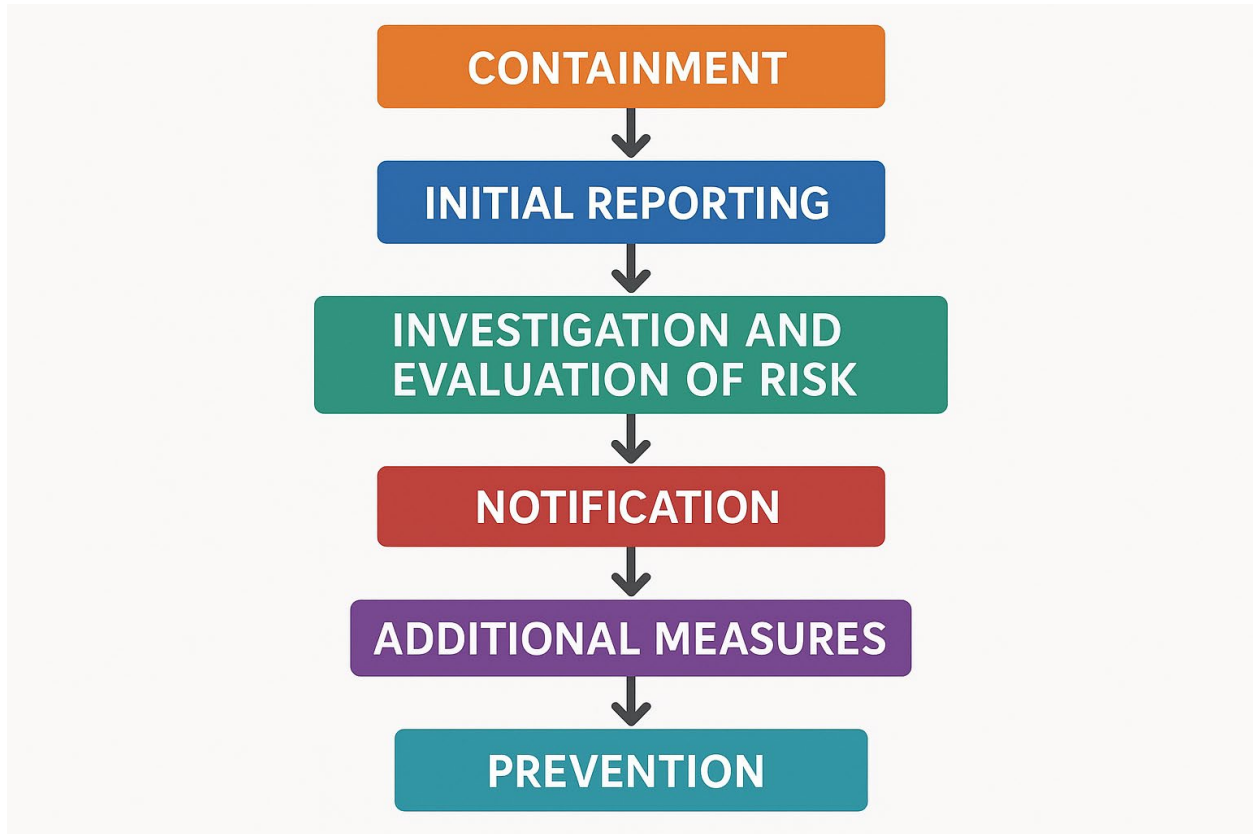 CONTAINMENT
INITIAL REPORTING
INVESTIGATION AND
EVALUATION OF RISK
NOTIFICATION
ADDITIONAL MEASURES
PREVENTION